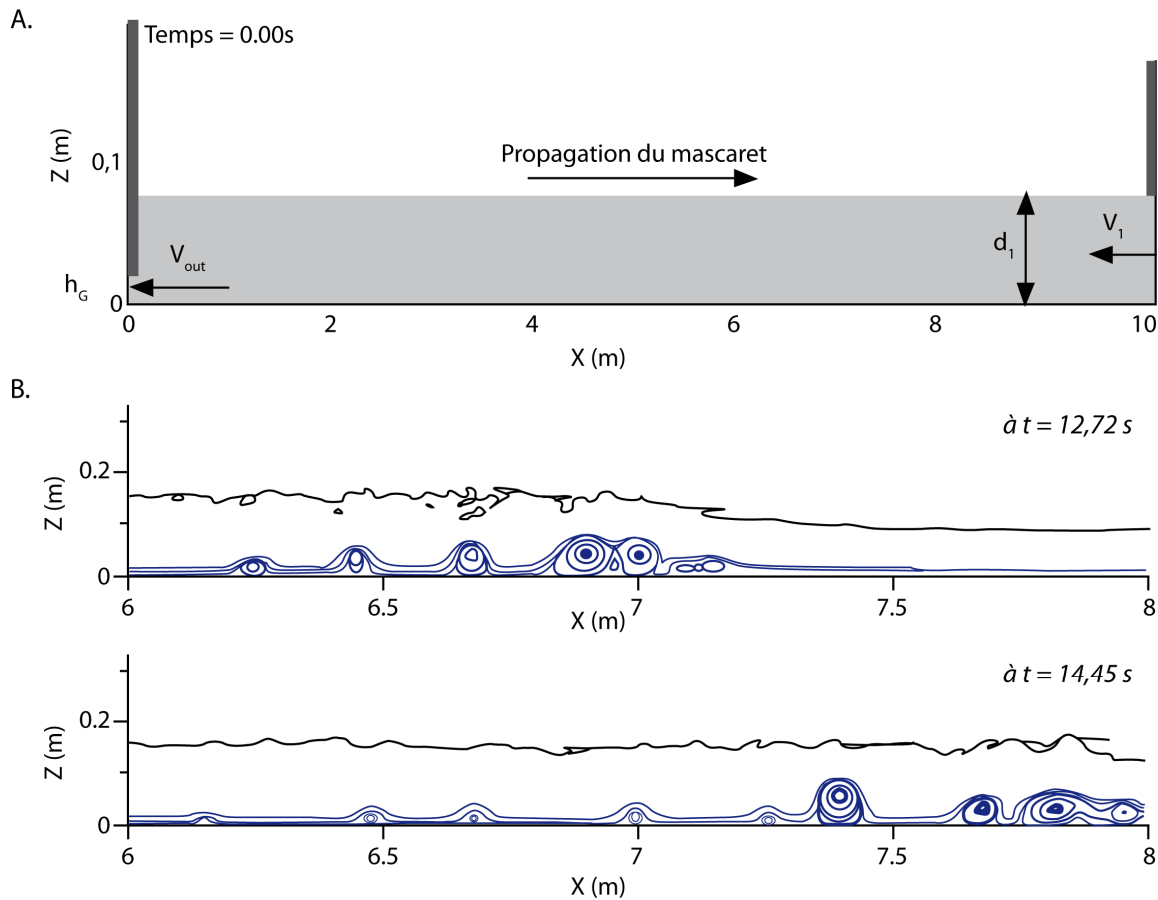 A.
Temps = 0.00s
Z (m)
0,1
Propagation du mascaret
d1
V1
Vout
hG
0
0 2 4 6 8 10
X (m)
B.
à t = 12,72 s
Z (m)
0.2
0
6 6.5 7 7.5 8
X (m)
à t = 14,45 s
Z (m)
0.2
0
6 6.5 7 7.5 8
X (m)